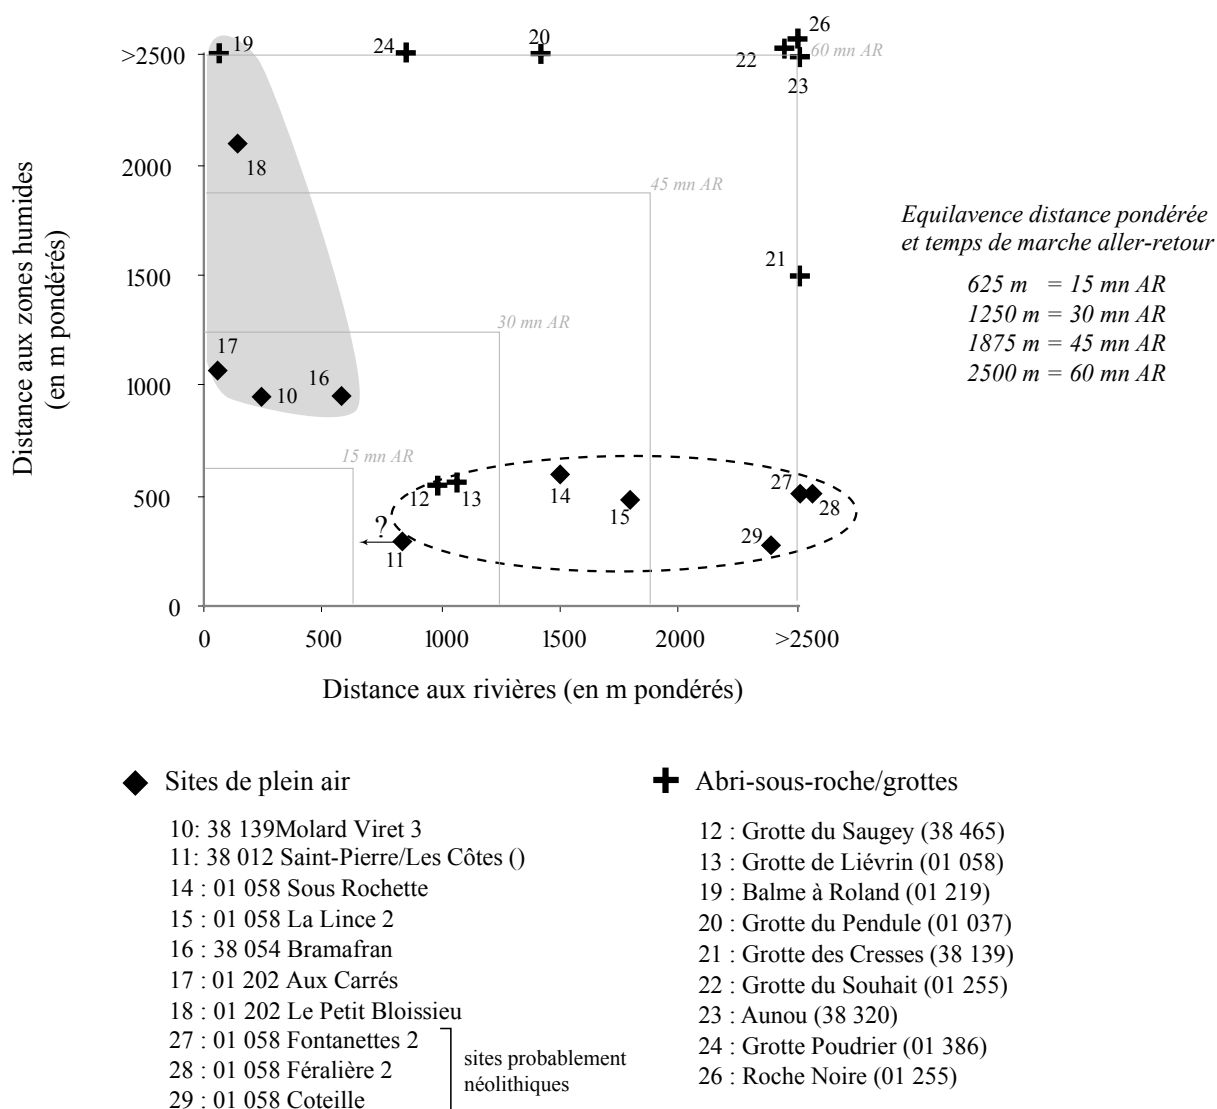 26
19
24
20
>2500
22
60 mn AR
23
18
2000
45 mn AR
Equilavence distance pondérée
et temps de marche aller-retour
21
1500
625 m = 15 mn AR
1250 m = 30 mn AR
1875 m = 45 mn AR
2500 m = 60 mn AR
30 mn AR
17
16
1000
10
Distance aux zones humides
(en m pondérés)
15 mn AR
500
12
13
14
15
27
28
?
11
29
0
0
500
1000
1500
2000
>2500
Distance aux rivières (en m pondérés)
Sites de plein air
10: 38 139Molard Viret 3
11: 38 012 Saint-Pierre/Les Côtes ()
14 : 01 058 Sous Rochette
15 : 01 058 La Lince 2
16 : 38 054 Bramafran
17 : 01 202 Aux Carrés
18 : 01 202 Le Petit Bloissieu
27 : 01 058 Fontanettes 2
28 : 01 058 Féralière 2
29 : 01 058 Coteille
sites probablement
néolithiques
Abri-sous-roche/grottes
12 : Grotte du Saugey (38 465)
13 : Grotte de Liévrin (01 058)
19 : Balme à Roland (01 219)
20 : Grotte du Pendule (01 037)
21 : Grotte des Cresses (38 139)
22 : Grotte du Souhait (01 255)
23 : Aunou (38 320)
24 : Grotte Poudrier (01 386)
26 : Roche Noire (01 255)